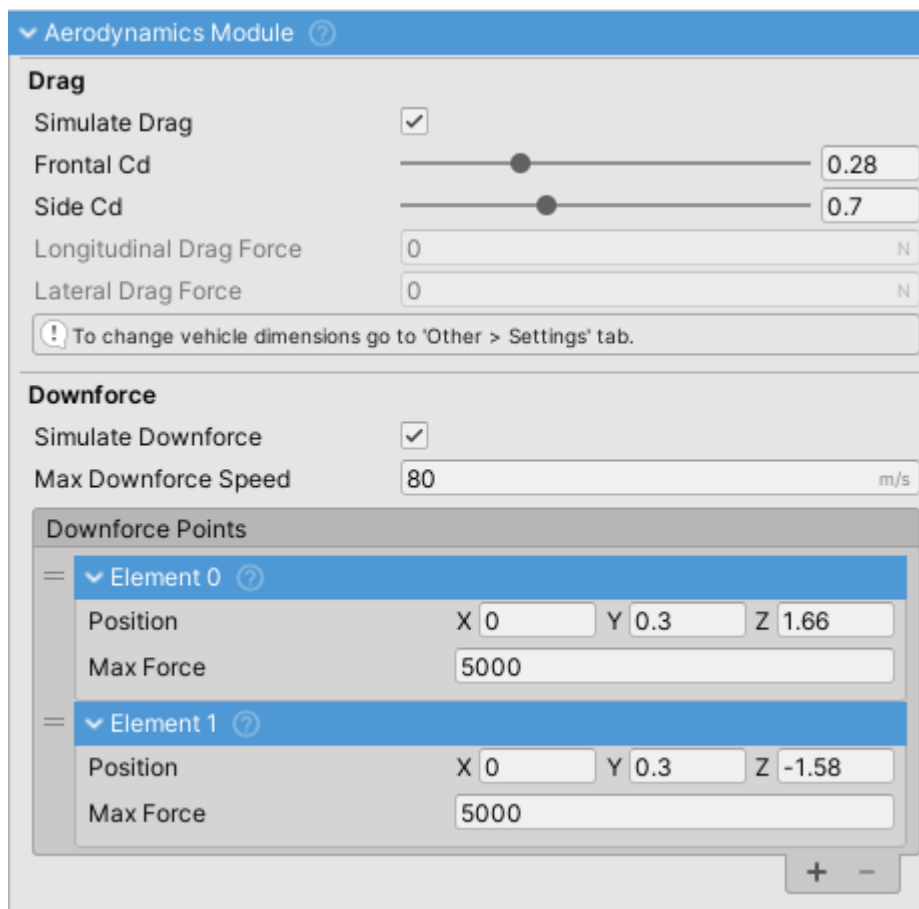 Aerodynamics Module ?
Drag
Simulate Drag
Frontal Cd 0.28
Side Cd 0.7
Longitudinal Drag Force 0 N
Lateral Drag Force 0 N
! To change vehicle dimensions go to 'Other > Settings' tab.
Downforce
Simulate Downforce
Max Downforce Speed 80 m/s
Downforce Points
Element 0 ?
Position X 0 Y 0.3 Z 1.66
Max Force 5000
Element 1 ?
Position X 0 Y 0.3 Z -1.58
Max Force 5000
+ −